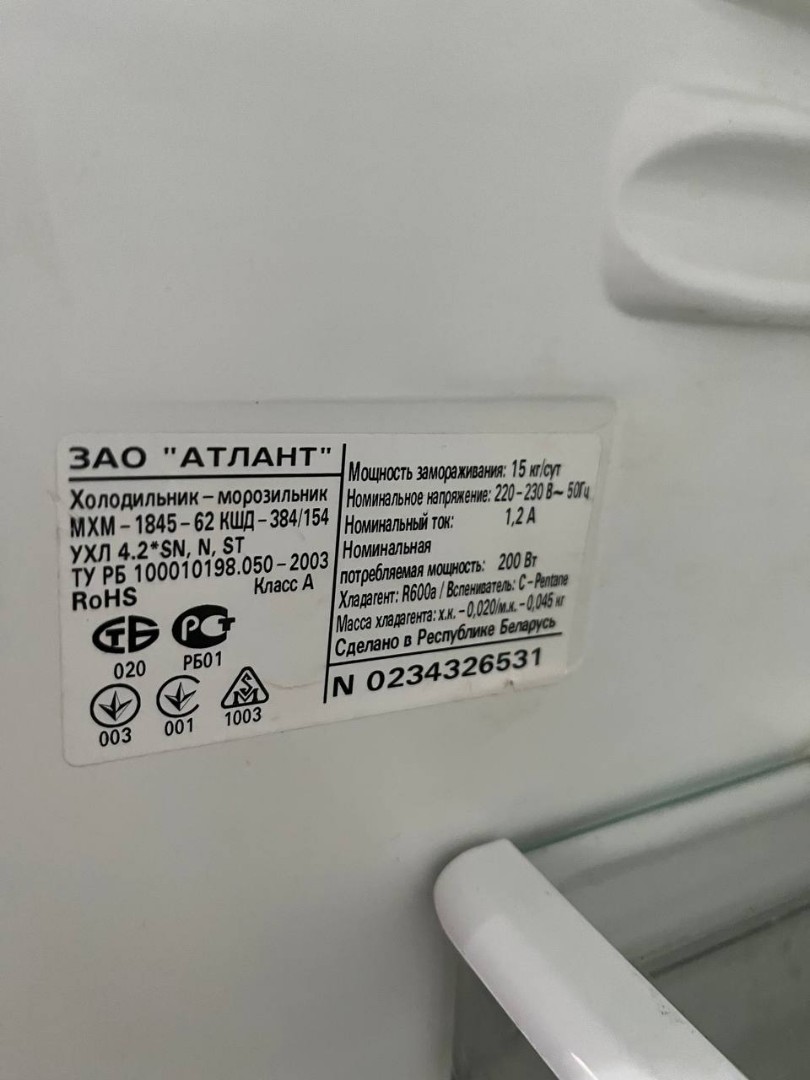 ЗАО "АТЛАНТ"
Холодильник – морозильник
МХМ – 1845 – 62 КШД – 384/154
УХЛ 4.2*SN, N, ST
ТУ РБ 100010198.050 – 2003
RoHS Класс А
СТБ РСТ
020 РБ01
003 001 1003
Мощность замораживания: 15 кг/сут
Номинальное напряжение: 220 – 230 В~ 50Гц
Номинальный ток: 1,2 А
Номинальная
потребляемая мощность: 200 Вт
Хладагент: R600a / Вспениватель: C – Pentane
Масса хладагента: х.к. – 0,020/м.к. – 0,045 кг
Сделано в Республике Беларусь
N 0234326531